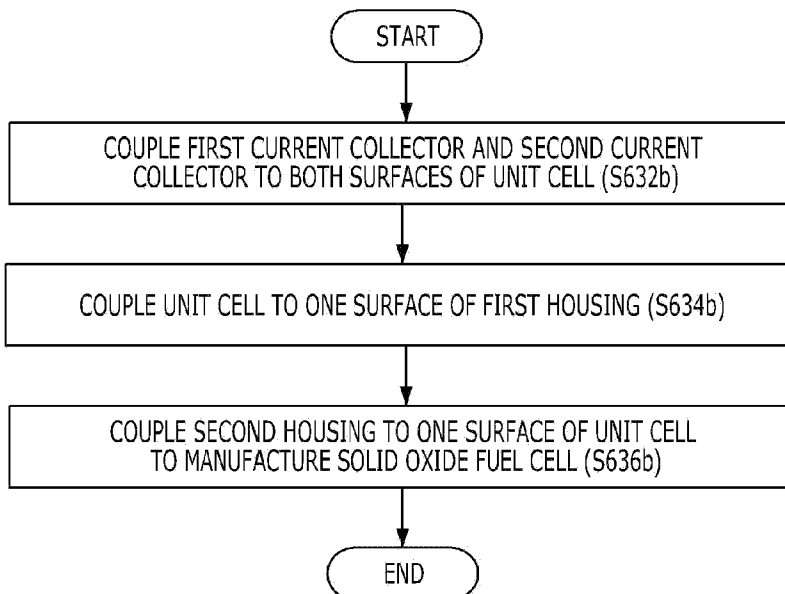 START
COUPLE FIRST CURRENT COLLECTOR AND SECOND CURRENT
COLLECTOR TO BOTH SURFACES OF UNIT CELL (S632b)
COUPLE UNIT CELL TO ONE SURFACE OF FIRST HOUSING (S634b)
COUPLE SECOND HOUSING TO ONE SURFACE OF UNIT CELL
TO MANUFACTURE SOLID OXIDE FUEL CELL (S636b)
END